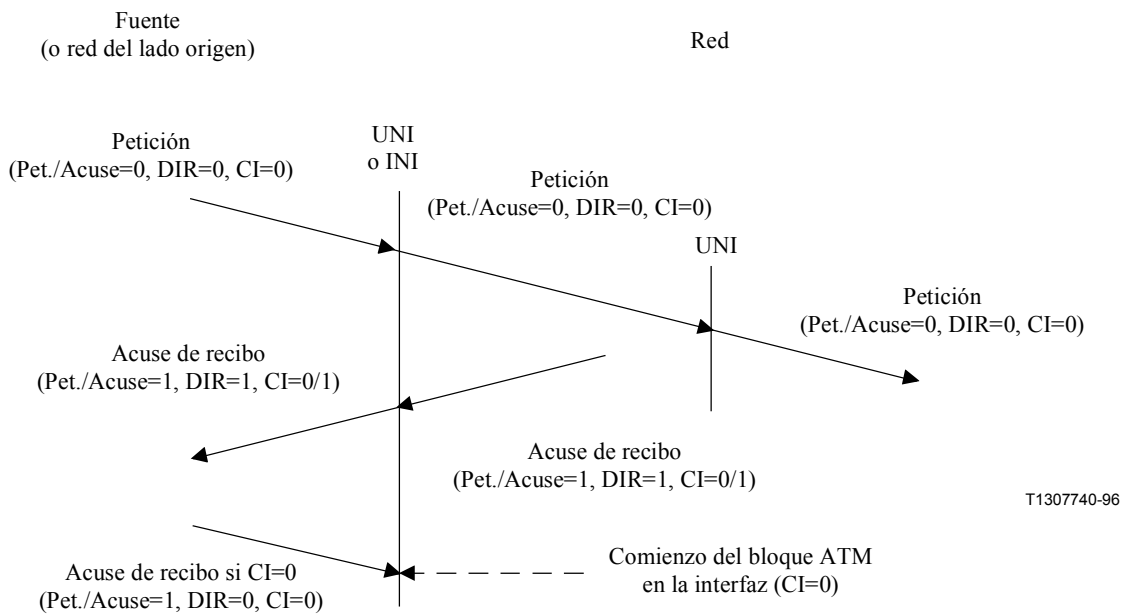 Fuente
(o red del lado origen)
Red
Petición
(Pet./Acuse=0, DIR=0, CI=0)
UNI
o INI
Petición
(Pet./Acuse=0, DIR=0, CI=0)
UNI
Petición
(Pet./Acuse=0, DIR=0, CI=0)
Acuse de recibo
(Pet./Acuse=1, DIR=1, CI=0/1)
Acuse de recibo
(Pet./Acuse=1, DIR=1, CI=0/1)
T1307740-96
Acuse de recibo si CI=0
(Pet./Acuse=1, DIR=0, CI=0)
Comienzo del bloque ATM
en la interfaz (CI=0)